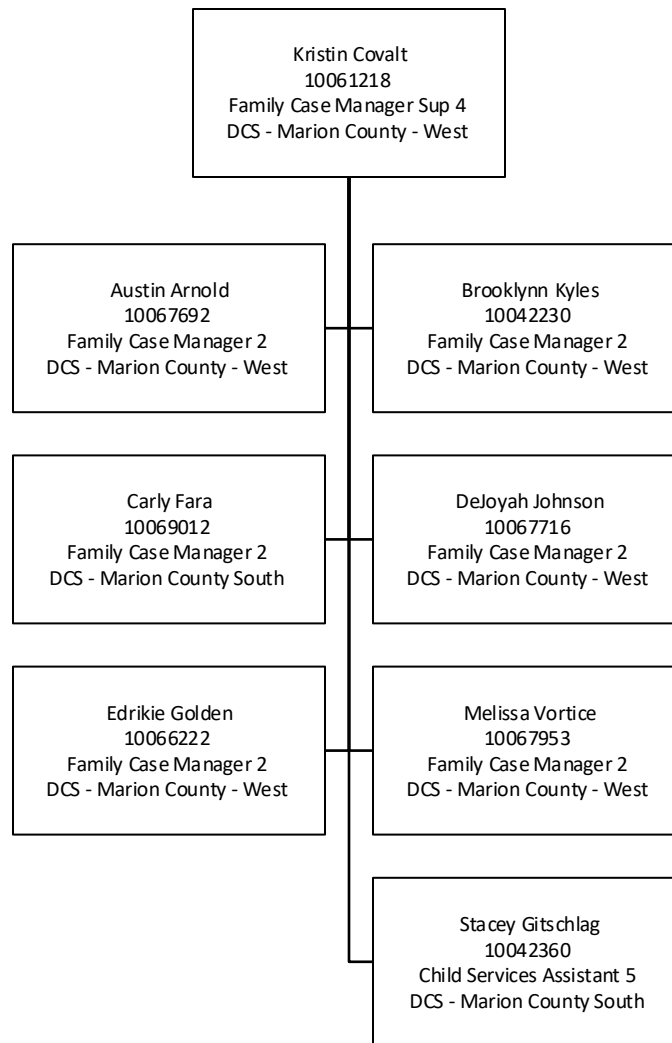 Kristin Covalt
10061218
Family Case Manager Sup 4
DCS - Marion County - West
Austin Arnold
10067692
Family Case Manager 2
DCS - Marion County - West
Brooklynn Kyles
10042230
Family Case Manager 2
DCS - Marion County - West
Carly Fara
10069012
Family Case Manager 2
DCS - Marion County South
DeJoyah Johnson
10067716
Family Case Manager 2
DCS - Marion County - West
Edrikie Golden
10066222
Family Case Manager 2
DCS - Marion County - West
Melissa Vortice
10067953
Family Case Manager 2
DCS - Marion County - West
Stacey Gitschlag
10042360
Child Services Assistant 5
DCS - Marion County South